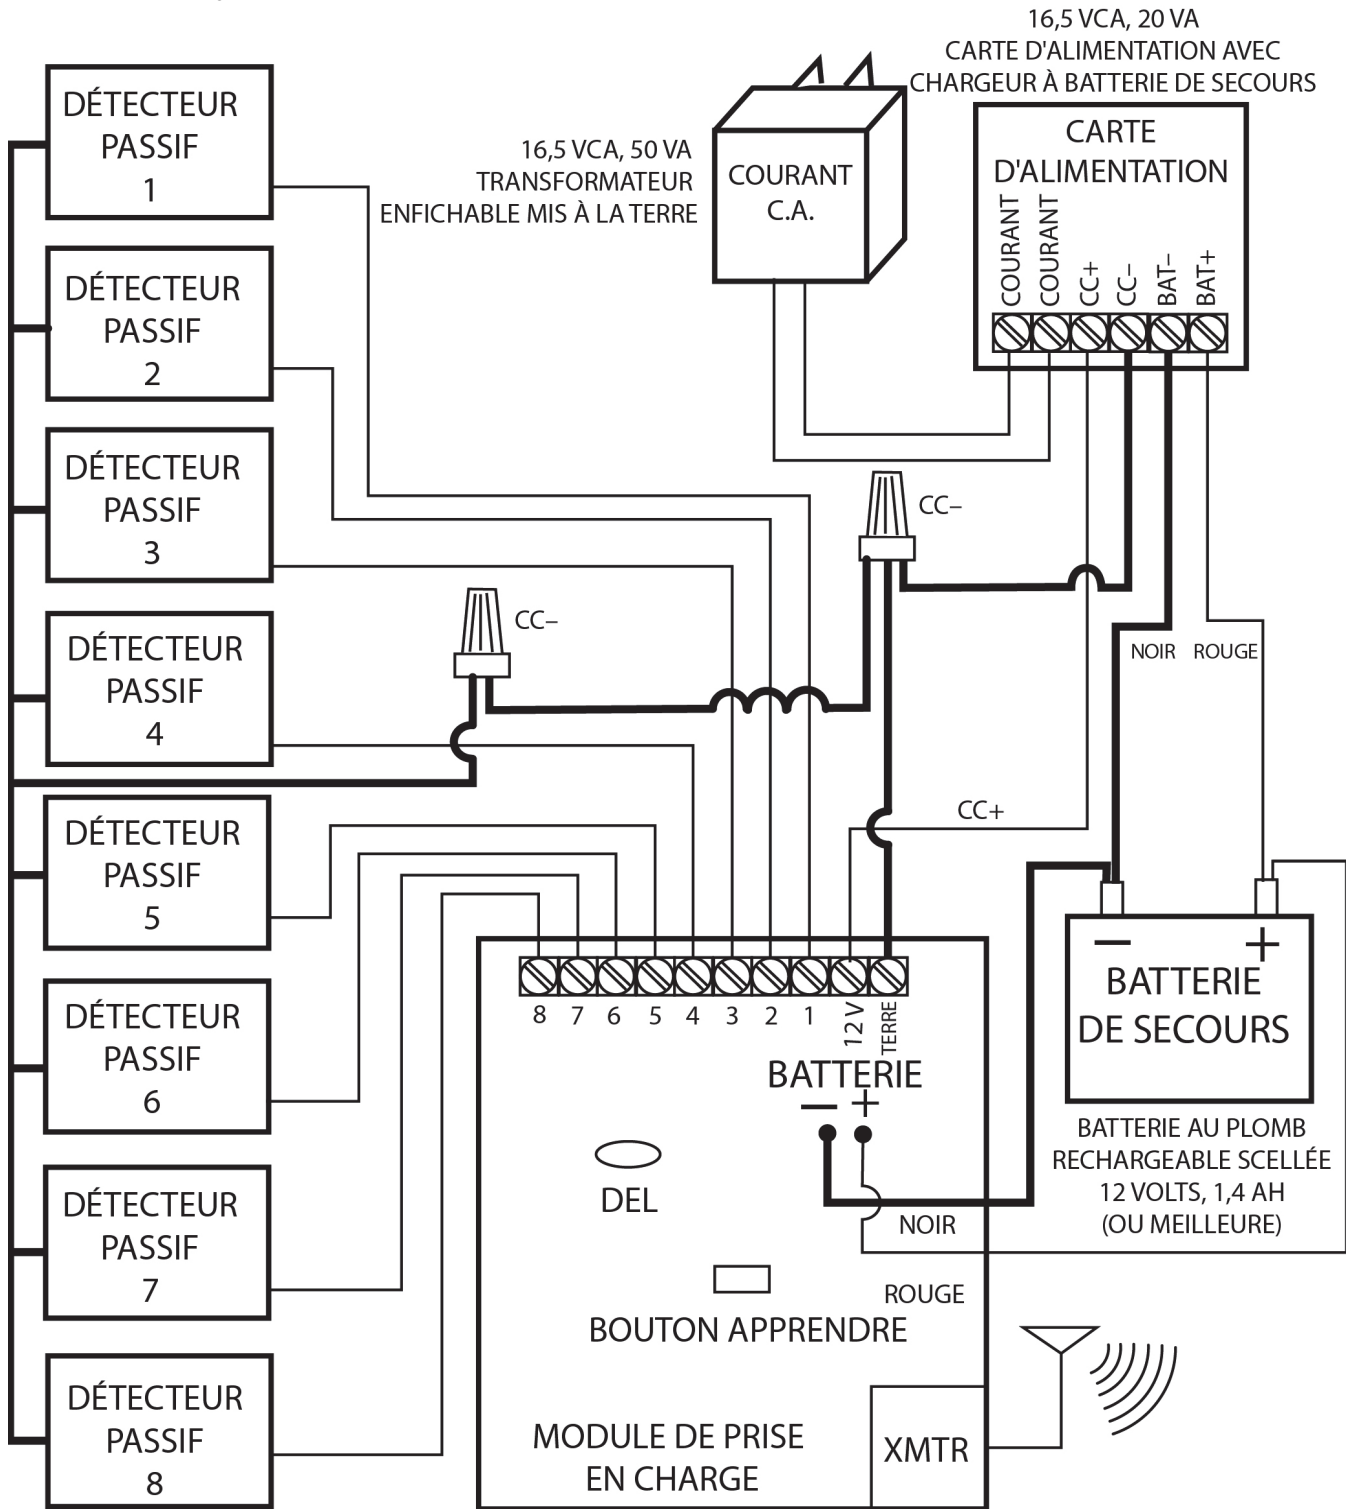 16,5 VCA, 20 VA
CARTE D'ALIMENTATION AVEC
CHARGEUR À BATTERIE DE SECOURS
CARTE
D'ALIMENTATION
COURANT
COURANT
CC+
CC–
BAT–
BAT+
16,5 VCA, 50 VA
TRANSFORMATEUR
ENFICHABLE MIS À LA TERRE
COURANT
C.A.
DÉTECTEUR
PASSIF
1
DÉTECTEUR
PASSIF
2
DÉTECTEUR
PASSIF
3
DÉTECTEUR
PASSIF
4
DÉTECTEUR
PASSIF
5
DÉTECTEUR
PASSIF
6
DÉTECTEUR
PASSIF
7
DÉTECTEUR
PASSIF
8
CC–
CC–
NOIR
ROUGE
CC+
8 7 6 5 4 3 2 1 12 V TERRE
BATTERIE
– +
DEL
NOIR
ROUGE
BOUTON APPRENDRE
MODULE DE PRISE
EN CHARGE
XMTR
– +
BATTERIE
DE SECOURS
BATTERIE AU PLOMB
RECHARGEABLE SCELLÉE
12 VOLTS, 1,4 AH
(OU MEILLEURE)